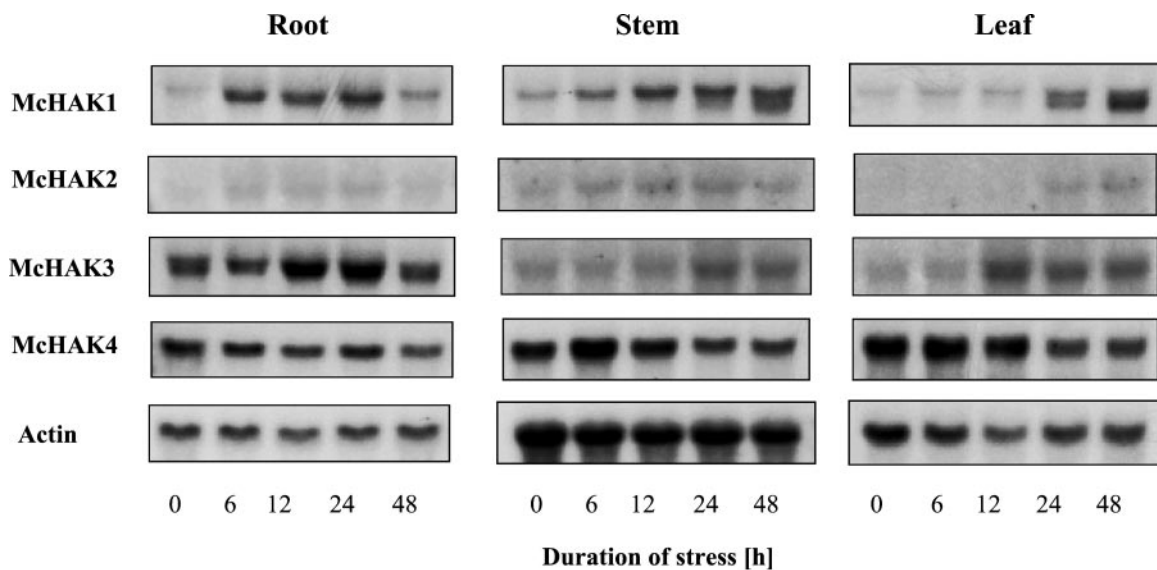 Root Stem Leaf
McHAK1
McHAK2
McHAK3
McHAK4
Actin
0 6 12 24 48 0 6 12 24 48 0 6 12 24 48
Duration of stress [h]